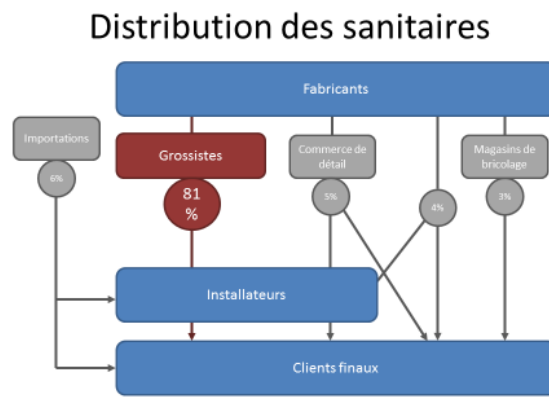 Distribution des sanitaires
Fabricants
Importations
Grossistes
Commerce de
détail
Magasins de
bricolage
6%
81
%
5%
4%
3%
Installateurs
Clients finaux